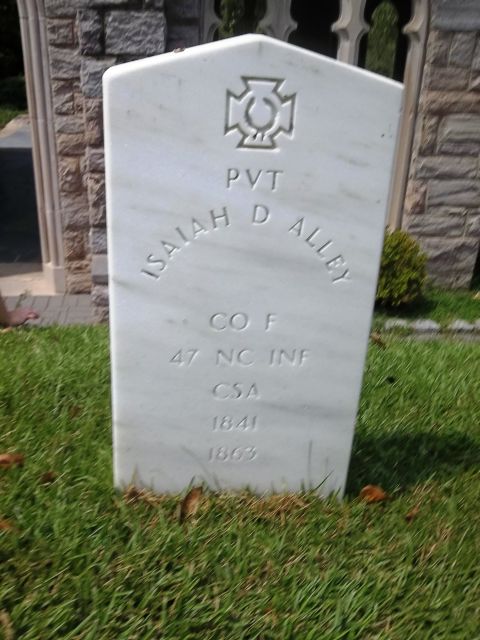 PVT
ISAIAH D ALLEY
CO F
47 NC INF
CSA
1841
1863